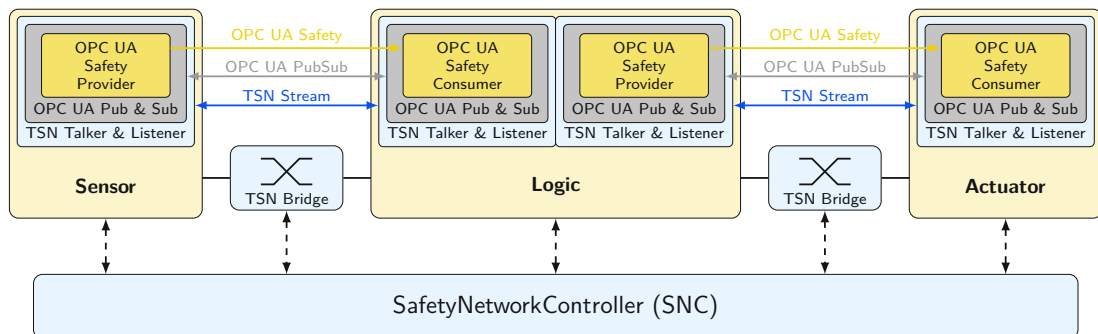 OPC UA
Safety
Provider
OPC UA Pub & Sub
TSN Talker & Listener
Sensor
OPC UA Safety
OPC UA PubSub
TSN Stream
TSN Bridge
OPC UA
Safety
Consumer
OPC UA Pub & Sub
TSN Talker & Listener
OPC UA
Safety
Provider
OPC UA Pub & Sub
TSN Talker & Listener
Logic
OPC UA Safety
OPC UA PubSub
TSN Stream
TSN Bridge
OPC UA
Safety
Consumer
OPC UA Pub & Sub
TSN Talker & Listener
Actuator
SafetyNetworkController (SNC)